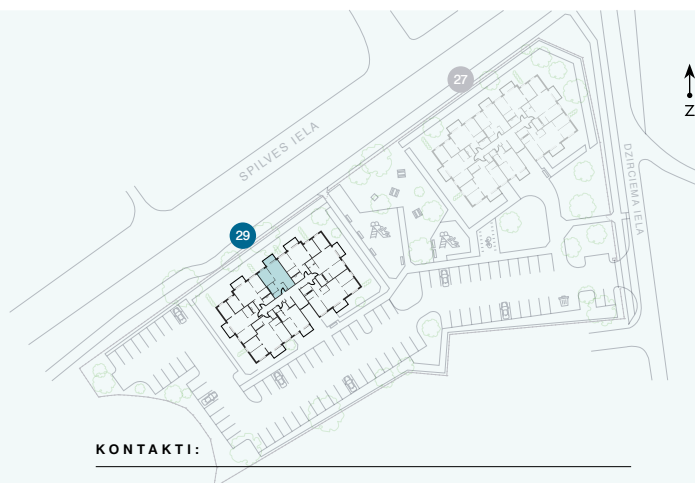 27
Z
SPILVES IELA
DZIRCIEMA IELA
29
KONTAKTI: